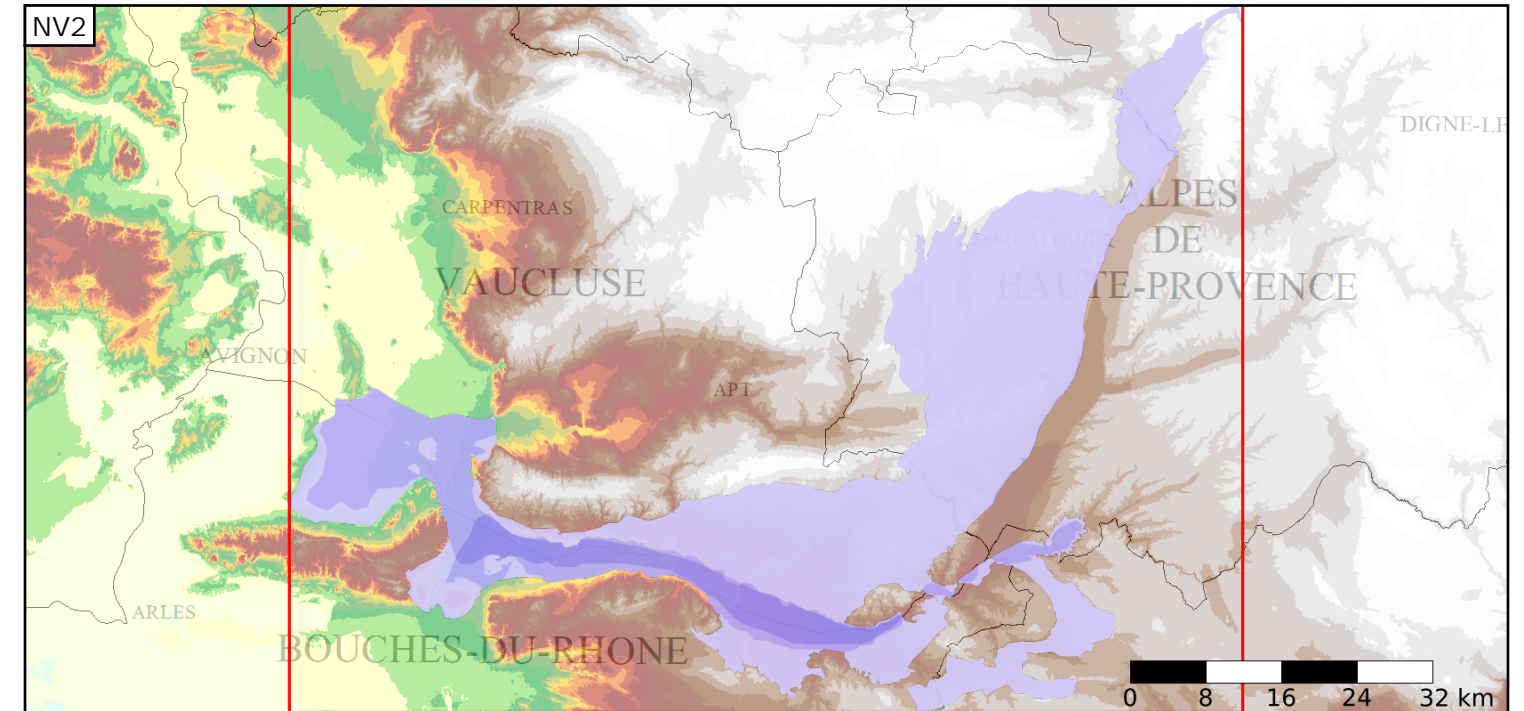 NV2
DIGNE-LE
CARPENTRAS
ALPES
DE
HAUTE-PROVENCE
FORCALQUIER
VAUCLUSE
AVIGNON
APT
ARLES
BOUCHES-DU-RHONE
0 8 16 24 32 km